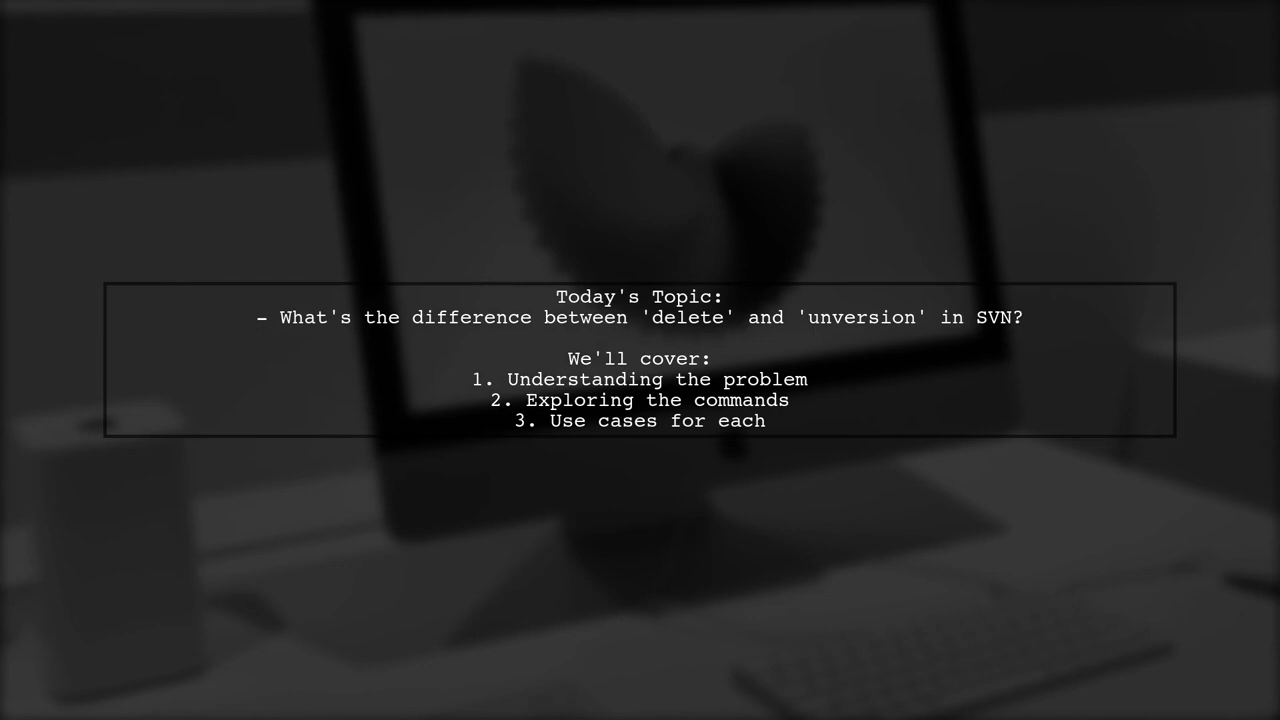 Today's Topic:
- What's the difference between 'delete' and 'unversion' in SVN?
We'll cover:
1. Understanding the problem
2. Exploring the commands
3. Use cases for each